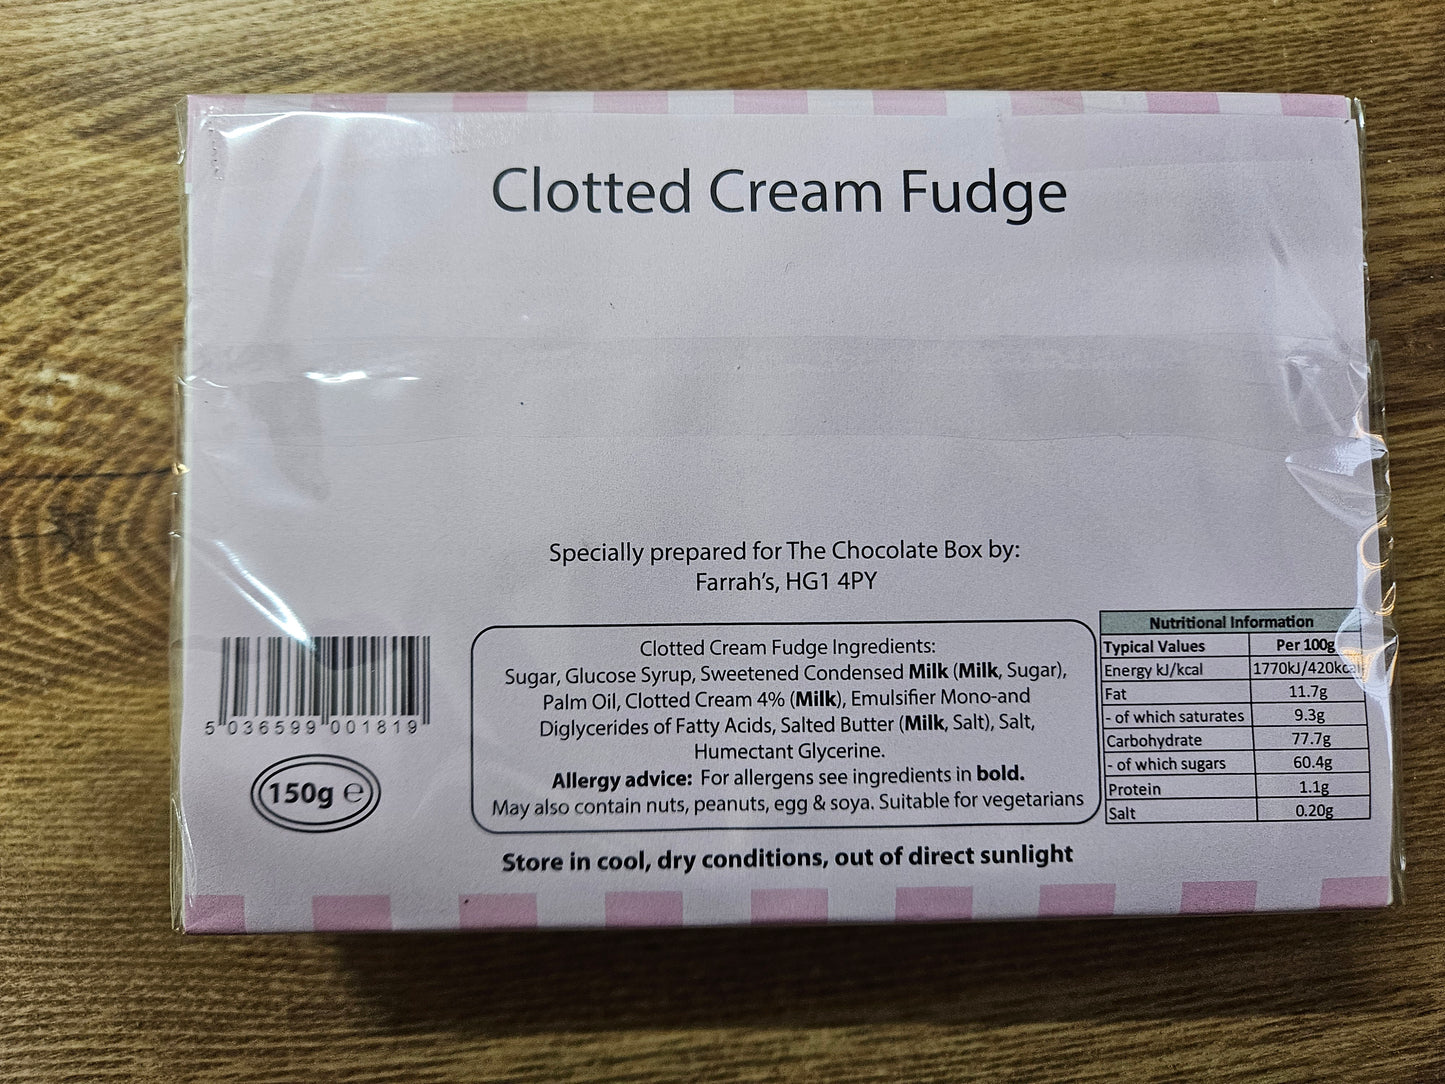 Clotted Cream Fudge
Specially prepared for The Chocolate Box by:
Farrah's, HG1 4PY
5 036599 001819
150g ℮
Clotted Cream Fudge Ingredients:
Sugar, Glucose Syrup, Sweetened Condensed Milk (Milk, Sugar),
Palm Oil, Clotted Cream 4% (Milk), Emulsifier Mono-and
Diglycerides of Fatty Acids, Salted Butter (Milk, Salt), Salt,
Humectant Glycerine.
Allergy advice: For allergens see ingredients in bold.
May also contain nuts, peanuts, egg & soya. Suitable for vegetarians
Nutritional Information
Typical Values Per 100g
Energy kJ/kcal 1770kJ/420kcal
Fat 11.7g
- of which saturates 9.3g
Carbohydrate 77.7g
- of which sugars 60.4g
Protein 1.1g
Salt 0.20g
Store in cool, dry conditions, out of direct sunlight